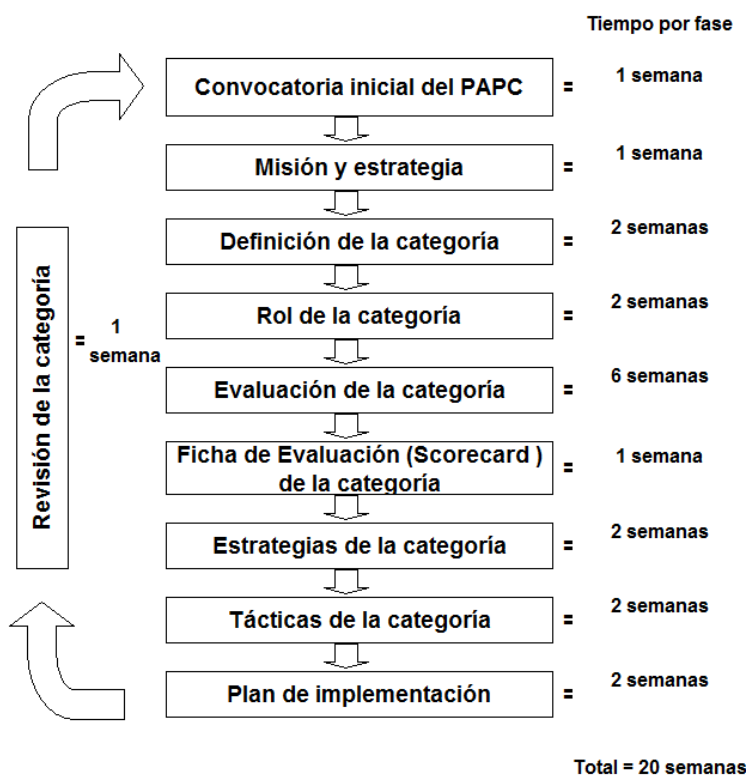 Tiempo por fase
Convocatoria inicial del PAPC = 1 semana
Misión y estrategia = 1 semana
Definición de la categoría = 2 semanas
Rol de la categoría = 2 semanas
Revisión de la categoría
= 1
semana
Evaluación de la categoría = 6 semanas
Ficha de Evaluación (Scorecard )
de la categoría = 1 semana
Estrategias de la categoría = 2 semanas
Tácticas de la categoría = 2 semanas
Plan de implementación = 2 semanas
Total = 20 semanas